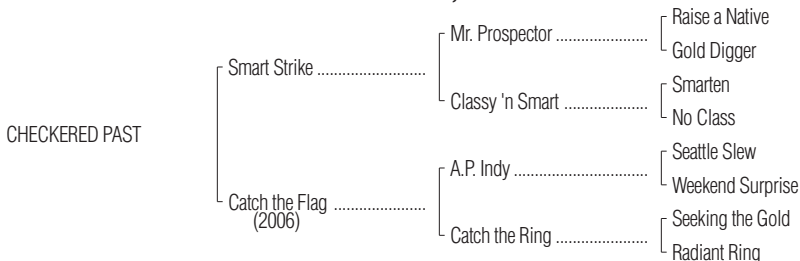 Raise a Native
Mr. Prospector .....................
Gold Digger
Smart Strike .........................
Smarten
Classy 'n Smart ...................
No Class
CHECKERED PAST
Seattle Slew
A.P. Indy ...............................
Weekend Surprise
Catch the Flag .....................
(2006)
Seeking the Gold
Catch the Ring .....................
Radiant Ring